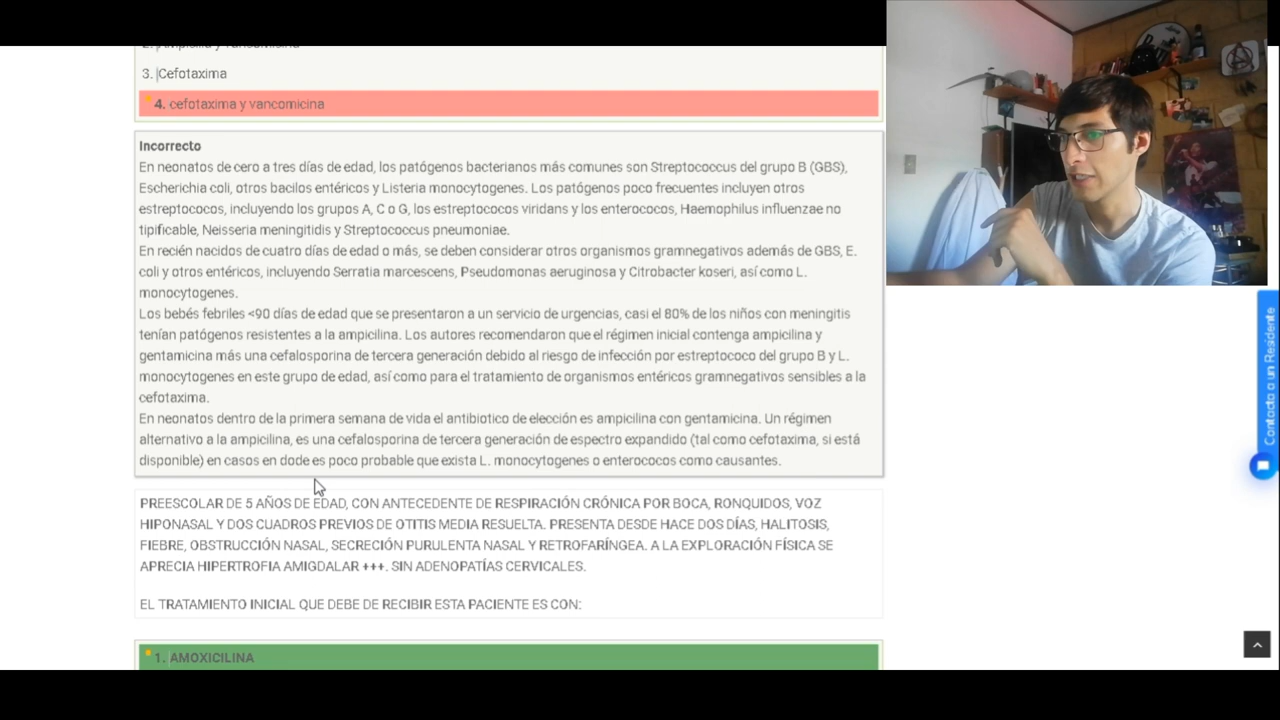 3. Cefotaxima
4. cefotaxima y vancomicina
Incorrecto
En neonatos de cero a tres días de edad, los patógenos bacterianos más comunes son Streptococcus del grupo B (GBS),
Escherichia coli, otros bacilos entéricos y Listeria monocytogenes. Los patógenos poco frecuentes incluyen otros
estreptococos, incluyendo los grupos A, C o G, los estreptococos viridans y los enterococos, Haemophilus influenzae no
tipificable, Neisseria meningitidis y Streptococcus pneumoniae.
En recién nacidos de cuatro días de edad o más, se deben considerar otros organismos gramnegativos además de GBS, E.
coli y otros entéricos, incluyendo Serratia marcescens, Pseudomonas aeruginosa y Citrobacter koseri, así como L.
monocytogenes.
Los bebés febriles <90 días de edad que se presentaron a un servicio de urgencias, casi el 80% de los niños con meningitis
tenían patógenos resistentes a la ampicilina. Los autores recomendaron que el régimen inicial contenga ampicilina y
gentamicina más una cefalosporina de tercera generación debido al riesgo de infección por estreptococo del grupo B y L.
monocytogenes en este grupo de edad, así como para el tratamiento de organismos entéricos gramnegativos sensibles a la
cefotaxima.
En neonatos dentro de la primera semana de vida el antibiotico de elección es ampicilina con gentamicina. Un régimen
alternativo a la ampicilina, es una cefalosporina de tercera generación de espectro expandido (tal como cefotaxima, si está
disponible) en casos en dode es poco probable que exista L. monocytogenes o enterococos como causantes.
PREESCOLAR DE 5 AÑOS DE EDAD, CON ANTECEDENTE DE RESPIRACIÓN CRÓNICA POR BOCA, RONQUIDOS, VOZ
HIPONASAL Y DOS CUADROS PREVIOS DE OTITIS MEDIA RESUELTA. PRESENTA DESDE HACE DOS DÍAS, HALITOSIS,
FIEBRE, OBSTRUCCIÓN NASAL, SECRECIÓN PURULENTA NASAL Y RETROFARÍNGEA. A LA EXPLORACIÓN FÍSICA SE
APRECIA HIPERTROFIA AMIGDALAR +++. SIN ADENOPATÍAS CERVICALES.
EL TRATAMIENTO INICIAL QUE DEBE DE RECIBIR ESTA PACIENTE ES CON:
1. AMOXICILINA
Contacta a un Residente